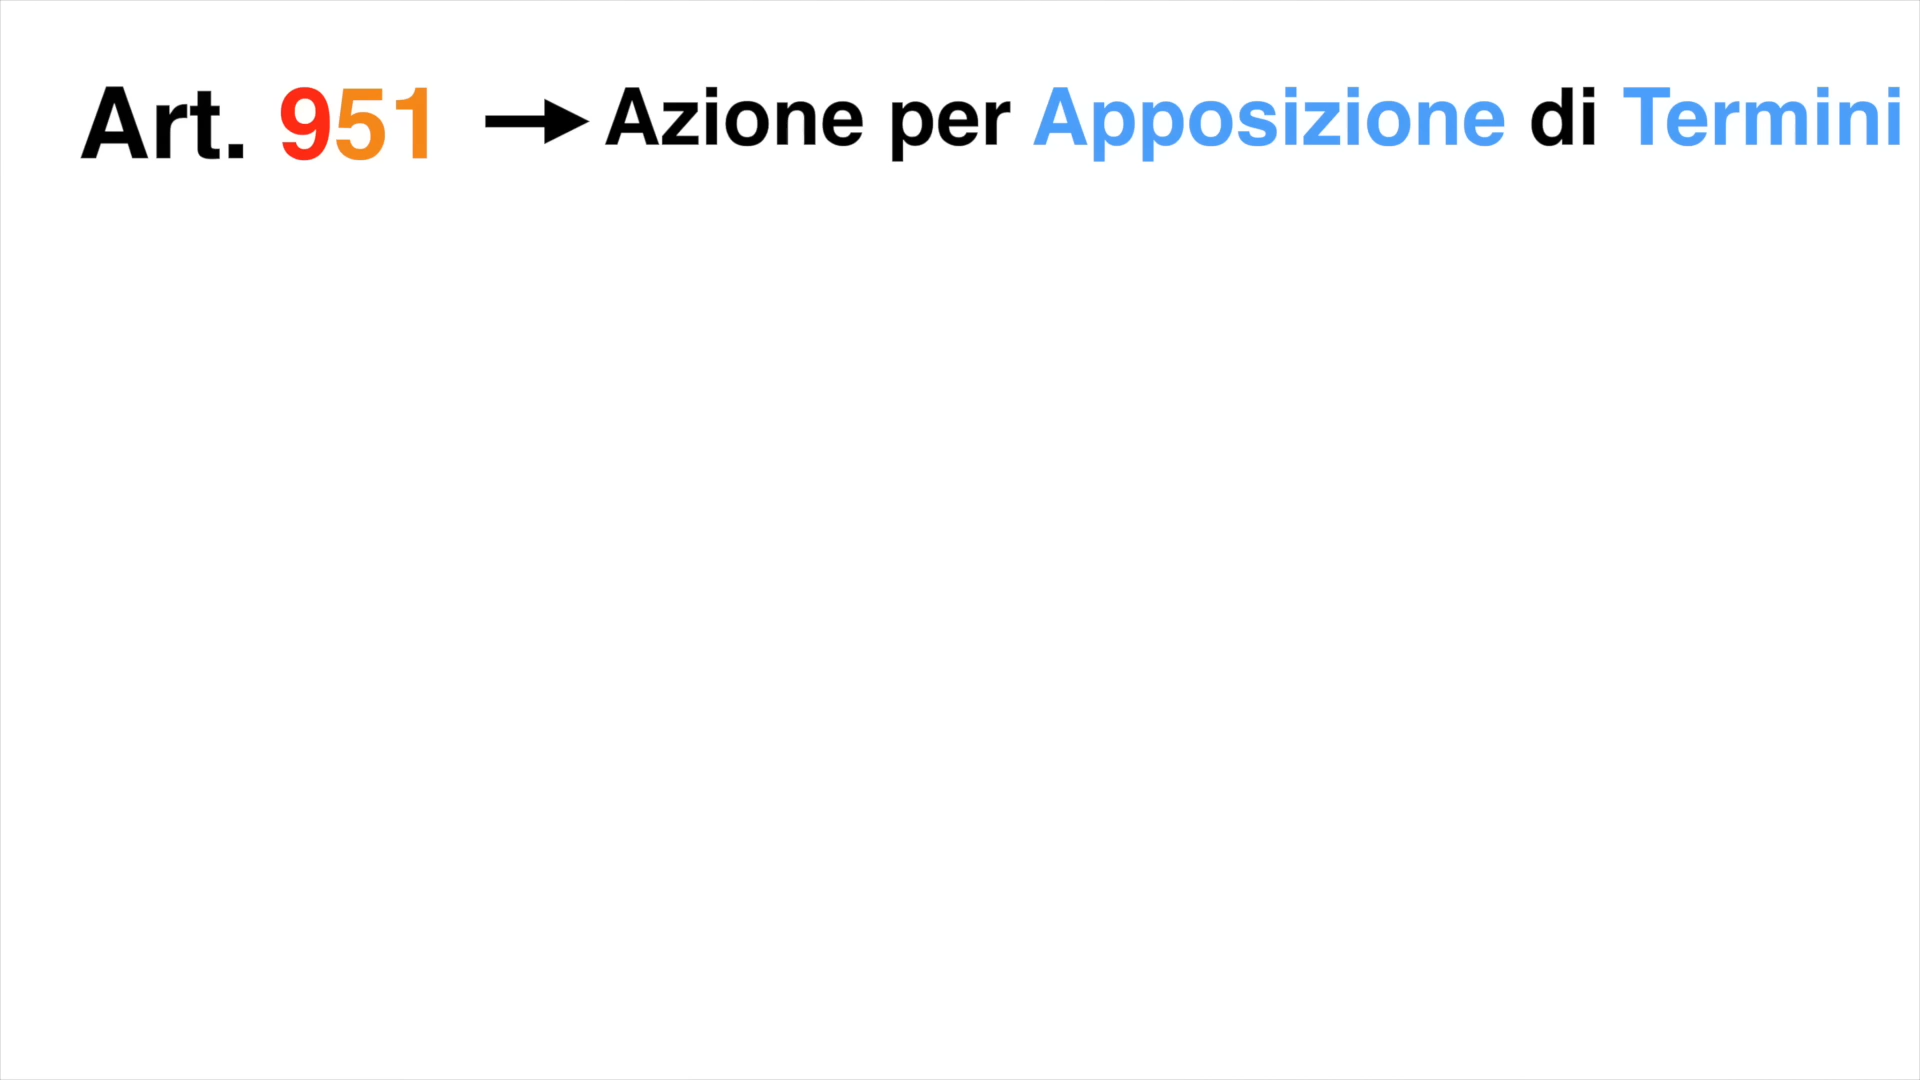 Art. 951 → Azione per Apposizione di Termini